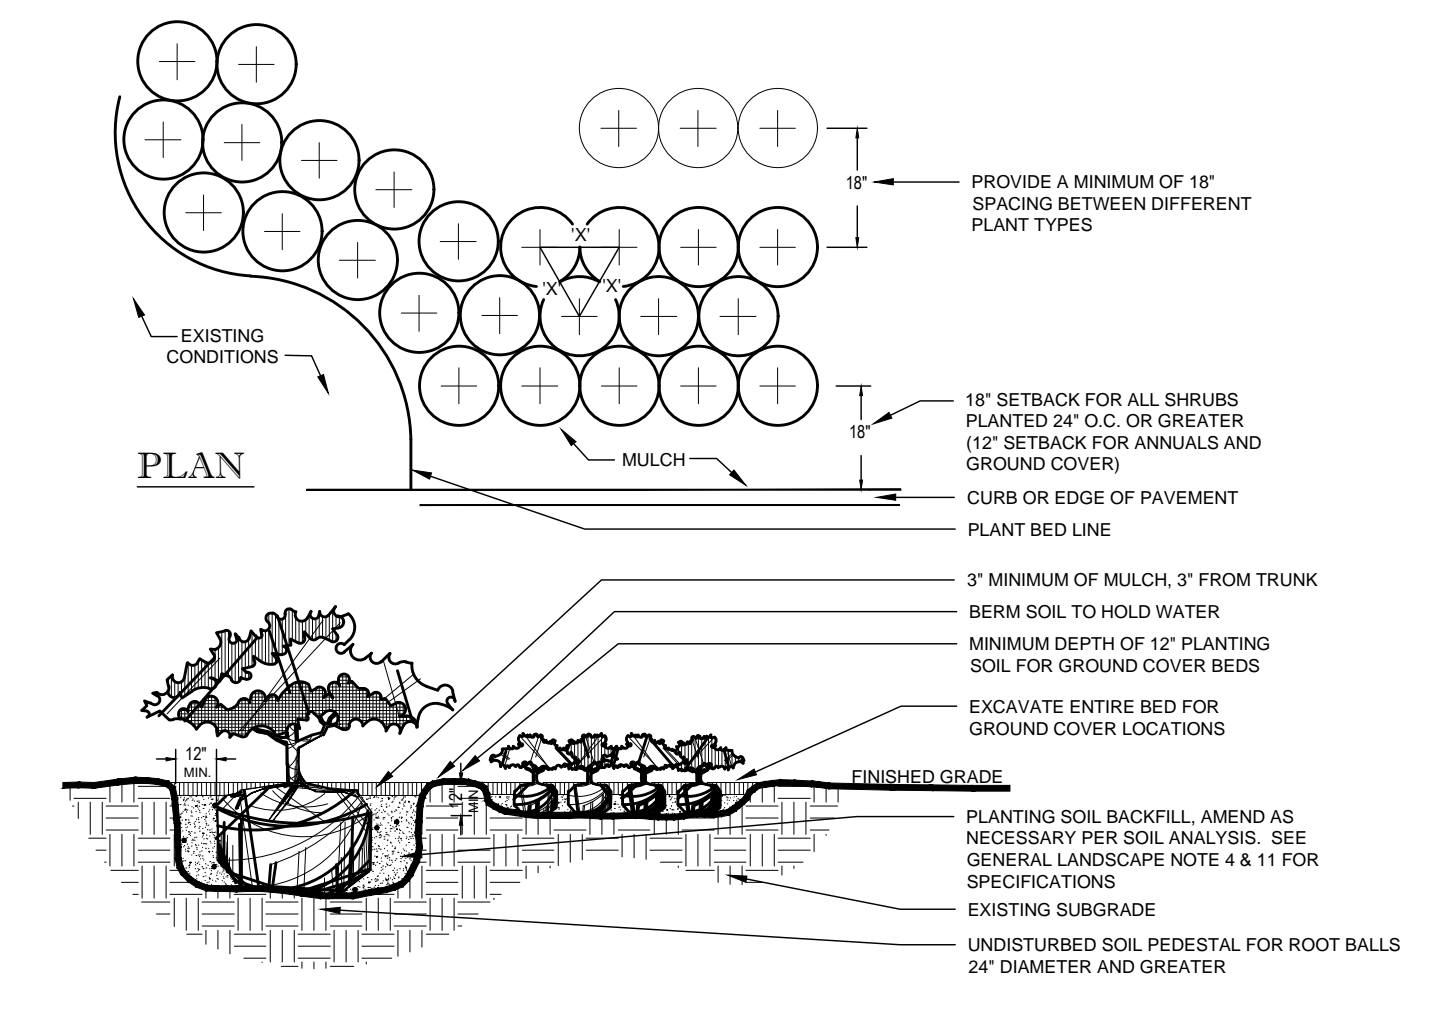 18"
PROVIDE A MINIMUM OF 18"
SPACING BETWEEN DIFFERENT
PLANT TYPES
'X'
'X'
'X'
EXISTING
CONDITIONS
18"
18" SETBACK FOR ALL SHRUBS
PLANTED 24" O.C. OR GREATER
(12" SETBACK FOR ANNUALS AND
GROUND COVER)
MULCH
PLAN
CURB OR EDGE OF PAVEMENT
PLANT BED LINE
3" MINIMUM OF MULCH, 3" FROM TRUNK
BERM SOIL TO HOLD WATER
MINIMUM DEPTH OF 12" PLANTING
SOIL FOR GROUND COVER BEDS
EXCAVATE ENTIRE BED FOR
GROUND COVER LOCATIONS
12"
MIN.
FINISHED GRADE
12"
MIN
PLANTING SOIL BACKFILL, AMEND AS
NECESSARY PER SOIL ANALYSIS. SEE
GENERAL LANDSCAPE NOTE 4 & 11 FOR
SPECIFICATIONS
EXISTING SUBGRADE
UNDISTURBED SOIL PEDESTAL FOR ROOT BALLS
24" DIAMETER AND GREATER